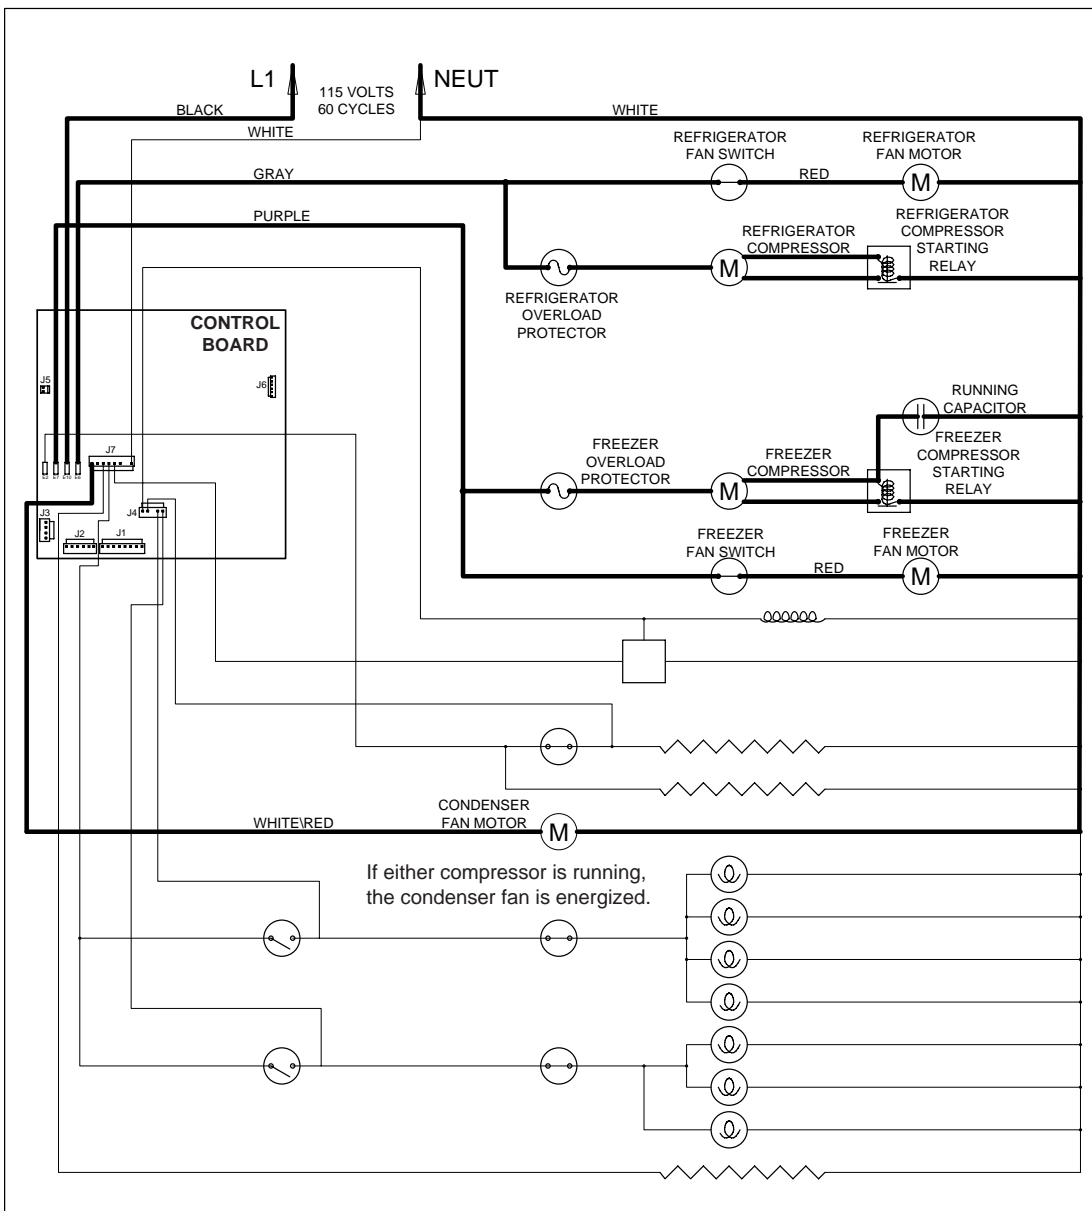 L1
115 VOLTS
60 CYCLES
NEUT
BLACK
WHITE
WHITE
GRAY
PURPLE
REFRIGERATOR
FAN SWITCH
RED
REFRIGERATOR
FAN MOTOR
M
REFRIGERATOR
COMPRESSOR
M
REFRIGERATOR
COMPRESSOR
STARTING
RELAY
REFRIGERATOR
OVERLOAD
PROTECTOR
CONTROL
BOARD
J5
J6
J7
J3
J4
J2
J1
RUNNING
CAPACITOR
FREEZER
OVERLOAD
PROTECTOR
FREEZER
COMPRESSOR
M
FREEZER
COMPRESSOR
STARTING
RELAY
FREEZER
FAN SWITCH
RED
FREEZER
FAN MOTOR
M
WHITE\RED
CONDENSER
FAN MOTOR
M
If either compressor is running,
the condenser fan is energized.